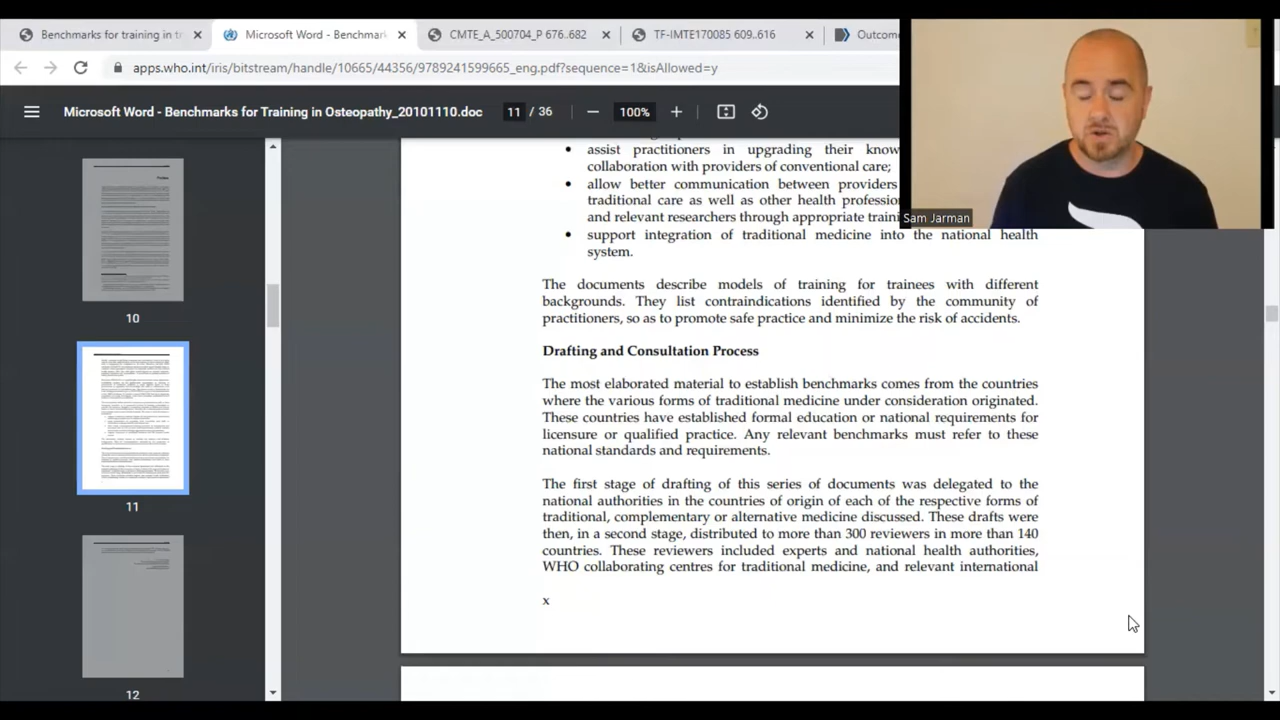 Benchmarks for training in tr
Microsoft Word - Benchmar
CMTE_A_500704_P 676..682
TF-IMTE170085 609..616
Outcome
apps.who.int/iris/bitstream/handle/10665/44356/9789241599665_eng.pdf?sequence=1&isAllowed=y
Microsoft Word - Benchmarks for Training in Osteopathy_20101110.doc
11 / 36
100%
Sam Jarman
10
11
12
• assist practitioners in upgrading their know
collaboration with providers of conventional care;
• allow better communication between providers
traditional care as well as other health profession
and relevant researchers through appropriate traini
• support integration of traditional medicine into the national health
system.
The documents describe models of training for trainees with different
backgrounds. They list contraindications identified by the community of
practitioners, so as to promote safe practice and minimize the risk of accidents.
Drafting and Consultation Process
The most elaborated material to establish benchmarks comes from the countries
where the various forms of traditional medicine under consideration originated.
These countries have established formal education or national requirements for
licensure or qualified practice. Any relevant benchmarks must refer to these
national standards and requirements.
The first stage of drafting of this series of documents was delegated to the
national authorities in the countries of origin of each of the respective forms of
traditional, complementary or alternative medicine discussed. These drafts were
then, in a second stage, distributed to more than 300 reviewers in more than 140
countries. These reviewers included experts and national health authorities,
WHO collaborating centres for traditional medicine, and relevant international
x